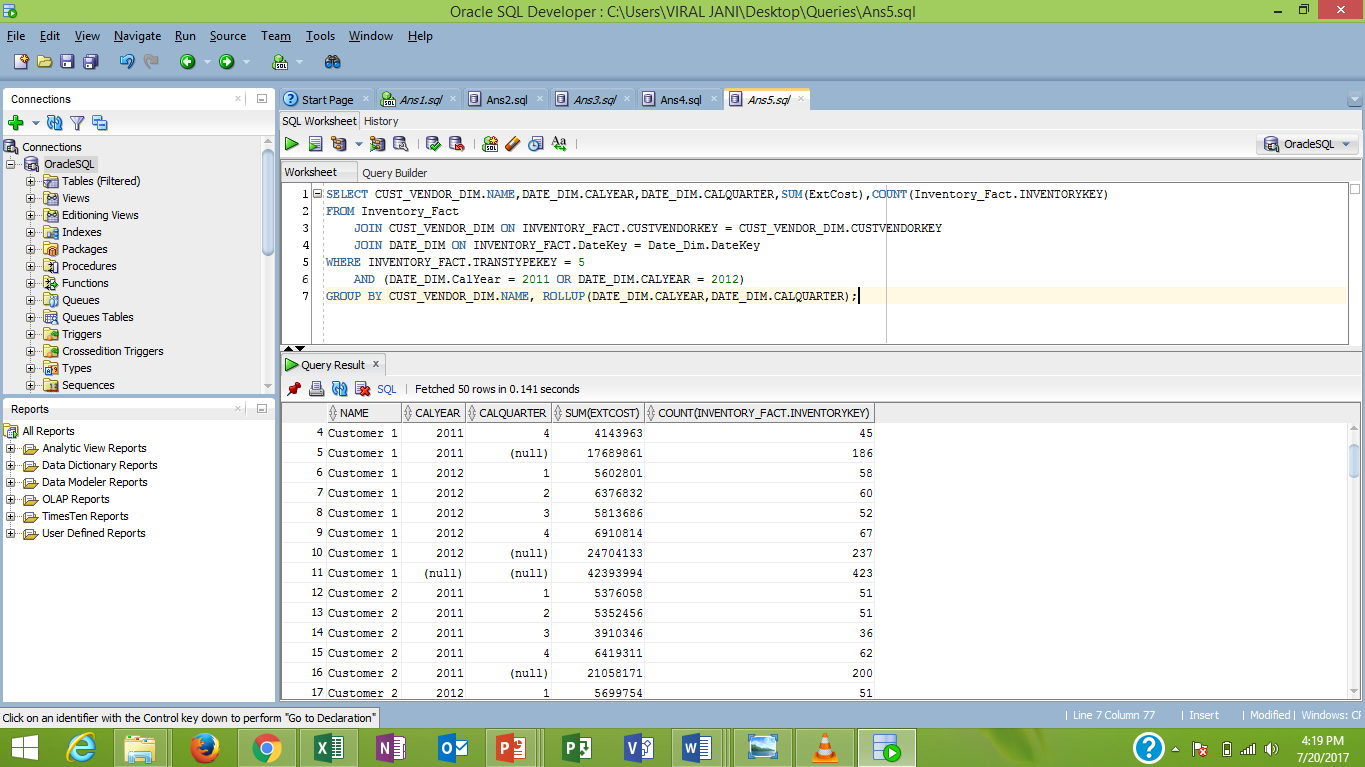 Oracle SQL Developer : C:\Users\VIRAL JANI\Desktop\Queries\Ans5.sql
File Edit View Navigate Run Source Team Tools Window Help
Connections
Connections
OracleSQL
Tables (Filtered)
Views
Editioning Views
Indexes
Packages
Procedures
Functions
Queues
Queues Tables
Triggers
Crossedition Triggers
Types
Sequences
Reports
All Reports
Analytic View Reports
Data Dictionary Reports
Data Modeler Reports
OLAP Reports
TimesTen Reports
User Defined Reports
Start Page Ans1.sql Ans2.sql Ans3.sql Ans4.sql Ans5.sql
SQL Worksheet History
OracleSQL
Worksheet Query Builder
1 SELECT CUST_VENDOR_DIM.NAME,DATE_DIM.CALYEAR,DATE_DIM.CALQUARTER,SUM(ExtCost),COUNT(Inventory_Fact.INVENTORYKEY)
2 FROM Inventory_Fact
3 JOIN CUST_VENDOR_DIM ON INVENTORY_FACT.CUSTVENDORKEY = CUST_VENDOR_DIM.CUSTVENDORKEY
4 JOIN DATE_DIM ON INVENTORY_FACT.DateKey = Date_Dim.DateKey
5 WHERE INVENTORY_FACT.TRANSTYPEKEY = 5
6 AND (DATE_DIM.CalYear = 2011 OR DATE_DIM.CALYEAR = 2012)
7 GROUP BY CUST_VENDOR_DIM.NAME, ROLLUP(DATE_DIM.CALYEAR,DATE_DIM.CALQUARTER);
Query Result
SQL Fetched 50 rows in 0.141 seconds
NAME CALYEAR CALQUARTER SUM(EXTCOST) COUNT(INVENTORY_FACT.INVENTORYKEY)
4 Customer 1 2011 4 4143963 45
5 Customer 1 2011 (null) 17689861 186
6 Customer 1 2012 1 5602801 58
7 Customer 1 2012 2 6376832 60
8 Customer 1 2012 3 5813686 52
9 Customer 1 2012 4 6910814 67
10 Customer 1 2012 (null) 24704133 237
11 Customer 1 (null) (null) 42393994 423
12 Customer 2 2011 1 5376058 51
13 Customer 2 2011 2 5352456 51
14 Customer 2 2011 3 3910346 36
15 Customer 2 2011 4 6419311 62
16 Customer 2 2011 (null) 21058171 200
17 Customer 2 2012 1 5699754 51
Click on an identifier with the Control key down to perform "Go to Declaration"
Line 7 Column 77 Insert Modified Windows: CF
4:19 PM
7/20/2017